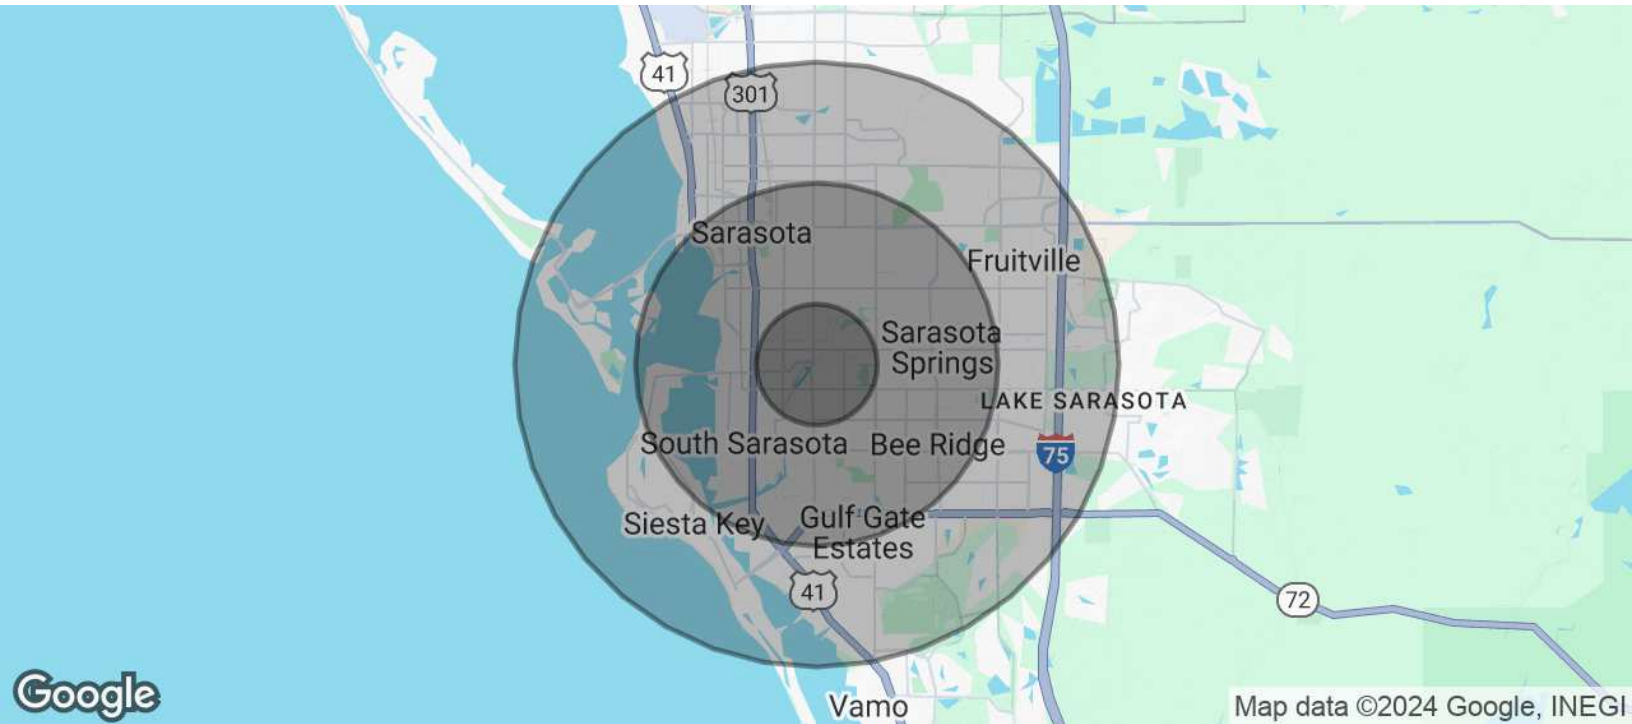 41
301
Sarasota
Fruitville
Sarasota
Springs
LAKE SARASOTA
South Sarasota
Bee Ridge
75
Siesta Key
Gulf Gate
Estates
41
72
Google
Vamo
Map data ©2024 Google, INEGI